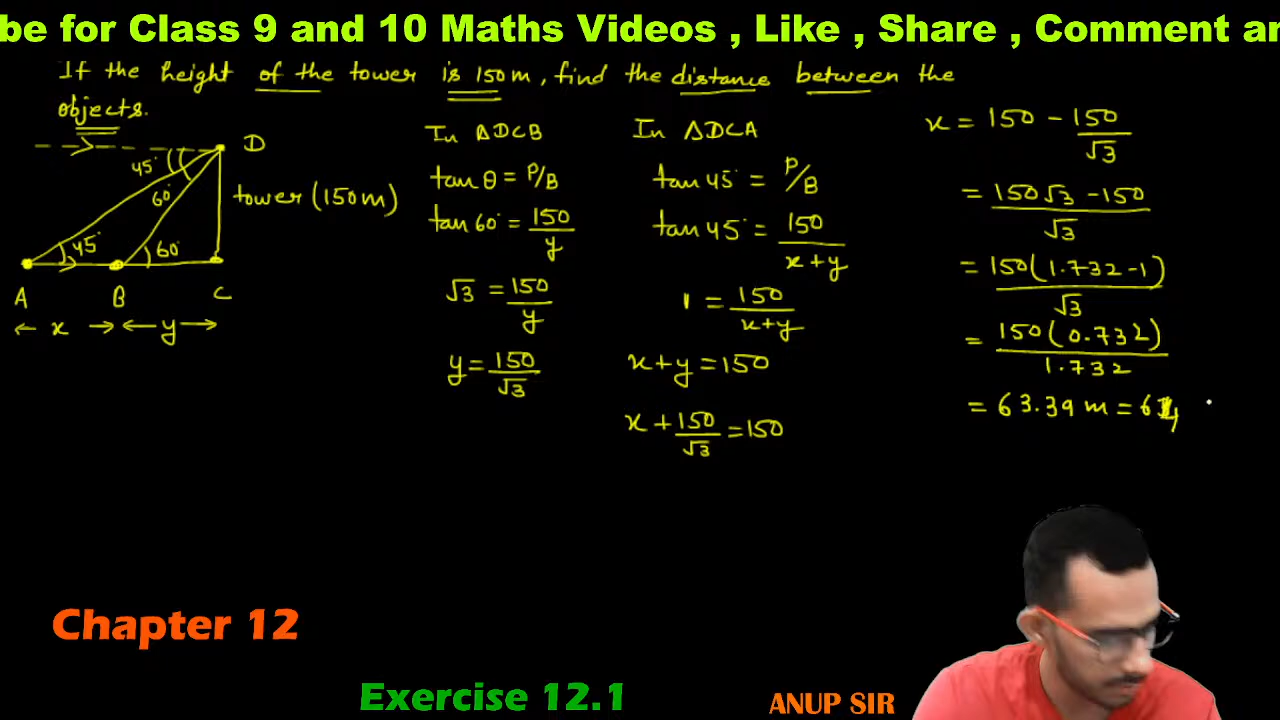 be for Class 9 and 10 Maths Videos , Like , Share , Comment an
If the height of the tower is 150 m, find the distance between the
objects.
D
45°
60°
tower (150m)
45°
60°
A B C
← x → ← y →
In ΔDCB
tan θ = P/B
tan 60° = 150/y
√3 = 150/y
y = 150/√3
In ΔDCA
tan 45° = P/B
tan 45° = 150/x+y
1 = 150/x+y
x+y = 150
x + 150/√3 = 150
x = 150 - 150/√3
= 150√3 - 150/√3
= 150(1.732-1)/√3
= 150(0.732)/1.732
= 63.39 m = 6
Chapter 12
Exercise 12.1
ANUP SIR